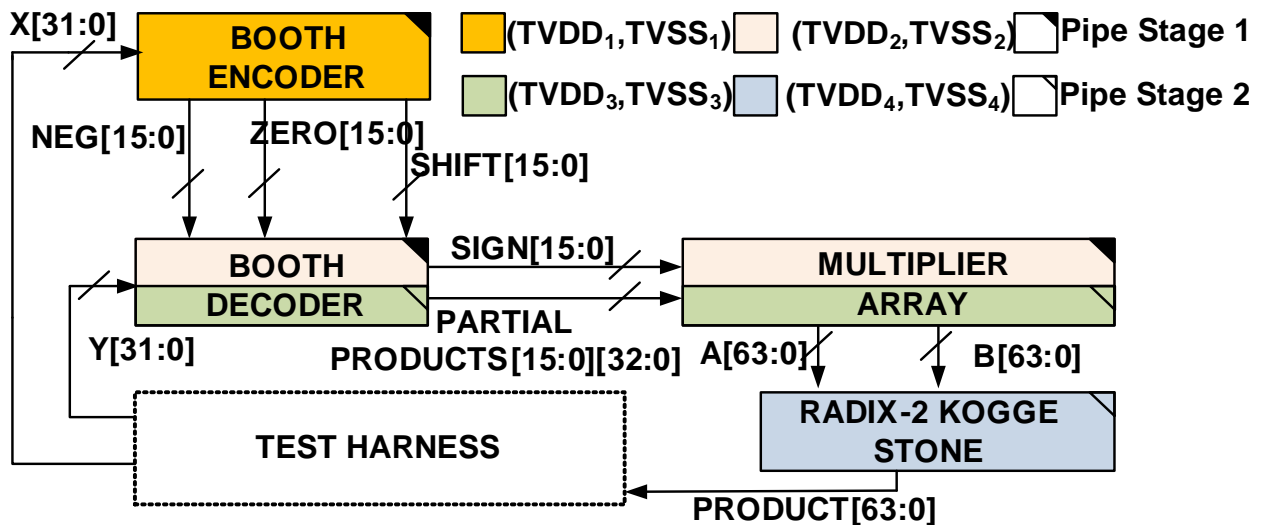 X[31:0]
BOOTH
ENCODER
(TVDD₁,TVSS₁)
(TVDD₂,TVSS₂)
Pipe Stage 1
(TVDD₃,TVSS₃)
(TVDD₄,TVSS₄)
Pipe Stage 2
NEG[15:0]
ZERO[15:0]
SHIFT[15:0]
BOOTH
DECODER
SIGN[15:0]
MULTIPLIER
ARRAY
Y[31:0]
PARTIAL
PRODUCTS[15:0][32:0]
A[63:0]
B[63:0]
TEST HARNESS
RADIX-2 KOGGE
STONE
PRODUCT[63:0]